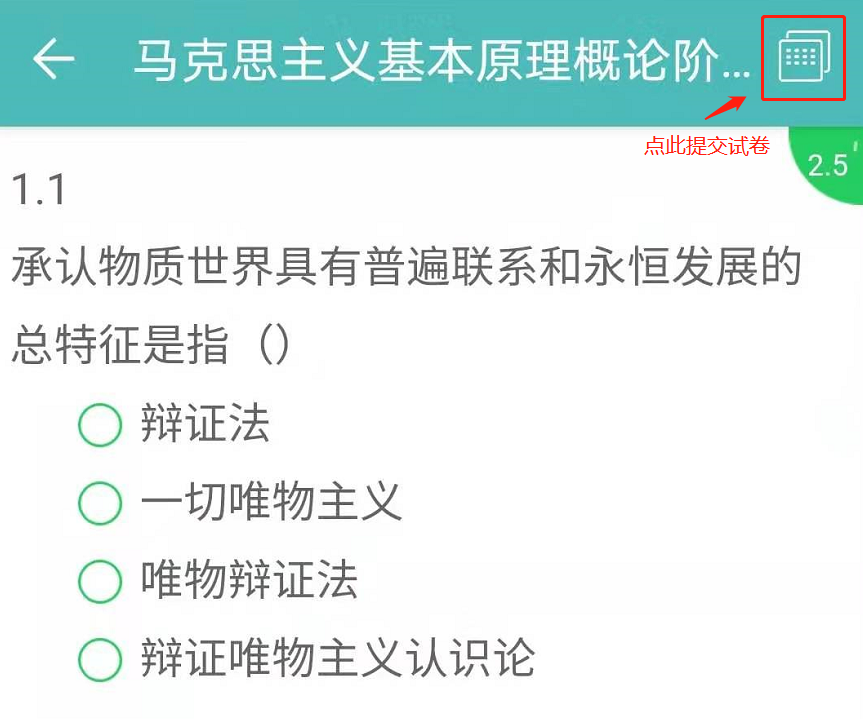 马克思主义基本原理概论阶...
点此提交试卷
2.5
1.1
承认物质世界具有普遍联系和永恒发展的
总特征是指（）
辩证法
一切唯物主义
唯物辩证法
辩证唯物主义认识论